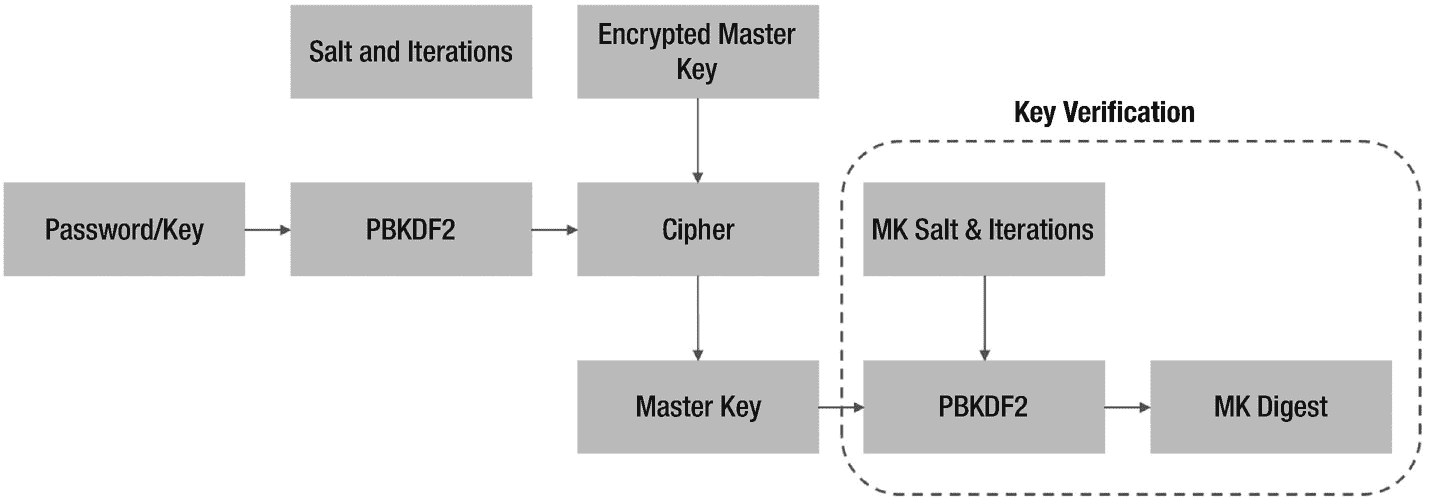 Salt and Iterations
Encrypted Master
Key
Key Verification
Password/Key
PBKDF2
Cipher
MK Salt & Iterations
Master Key
PBKDF2
MK Digest